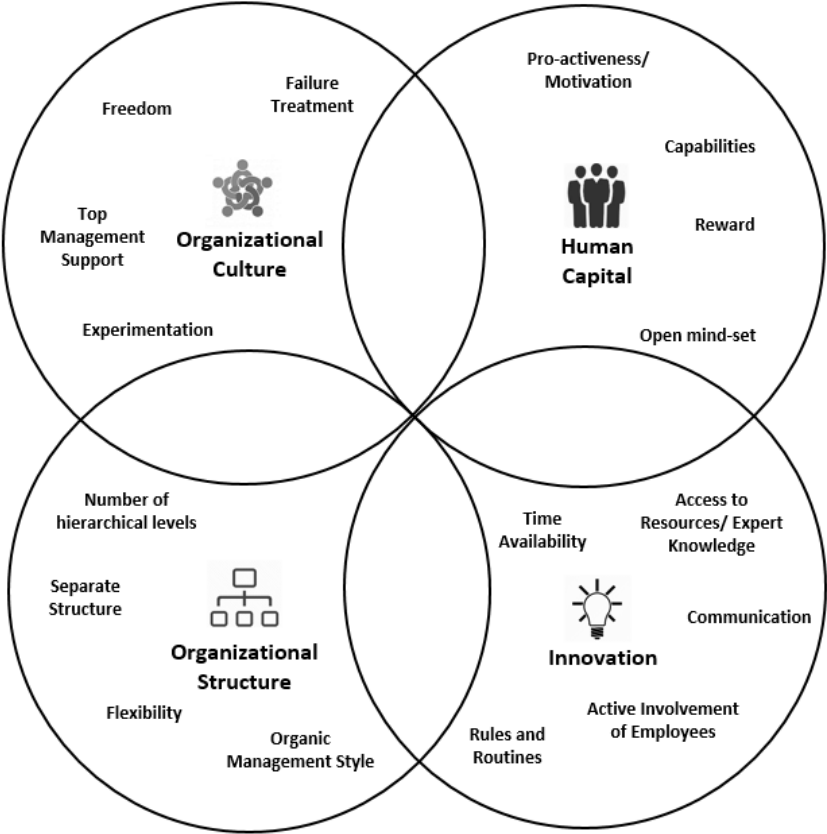 Freedom
Failure
Treatment
Top
Management
Support
Organizational
Culture
Experimentation
Pro-activeness/
Motivation
Capabilities
Reward
Human
Capital
Open mind-set
Number of
hierarchical levels
Separate
Structure
Organizational
Structure
Flexibility
Organic
Management Style
Time
Availability
Access to
Resources/ Expert
Knowledge
Communication
Innovation
Active Involvement
of Employees
Rules and
Routines